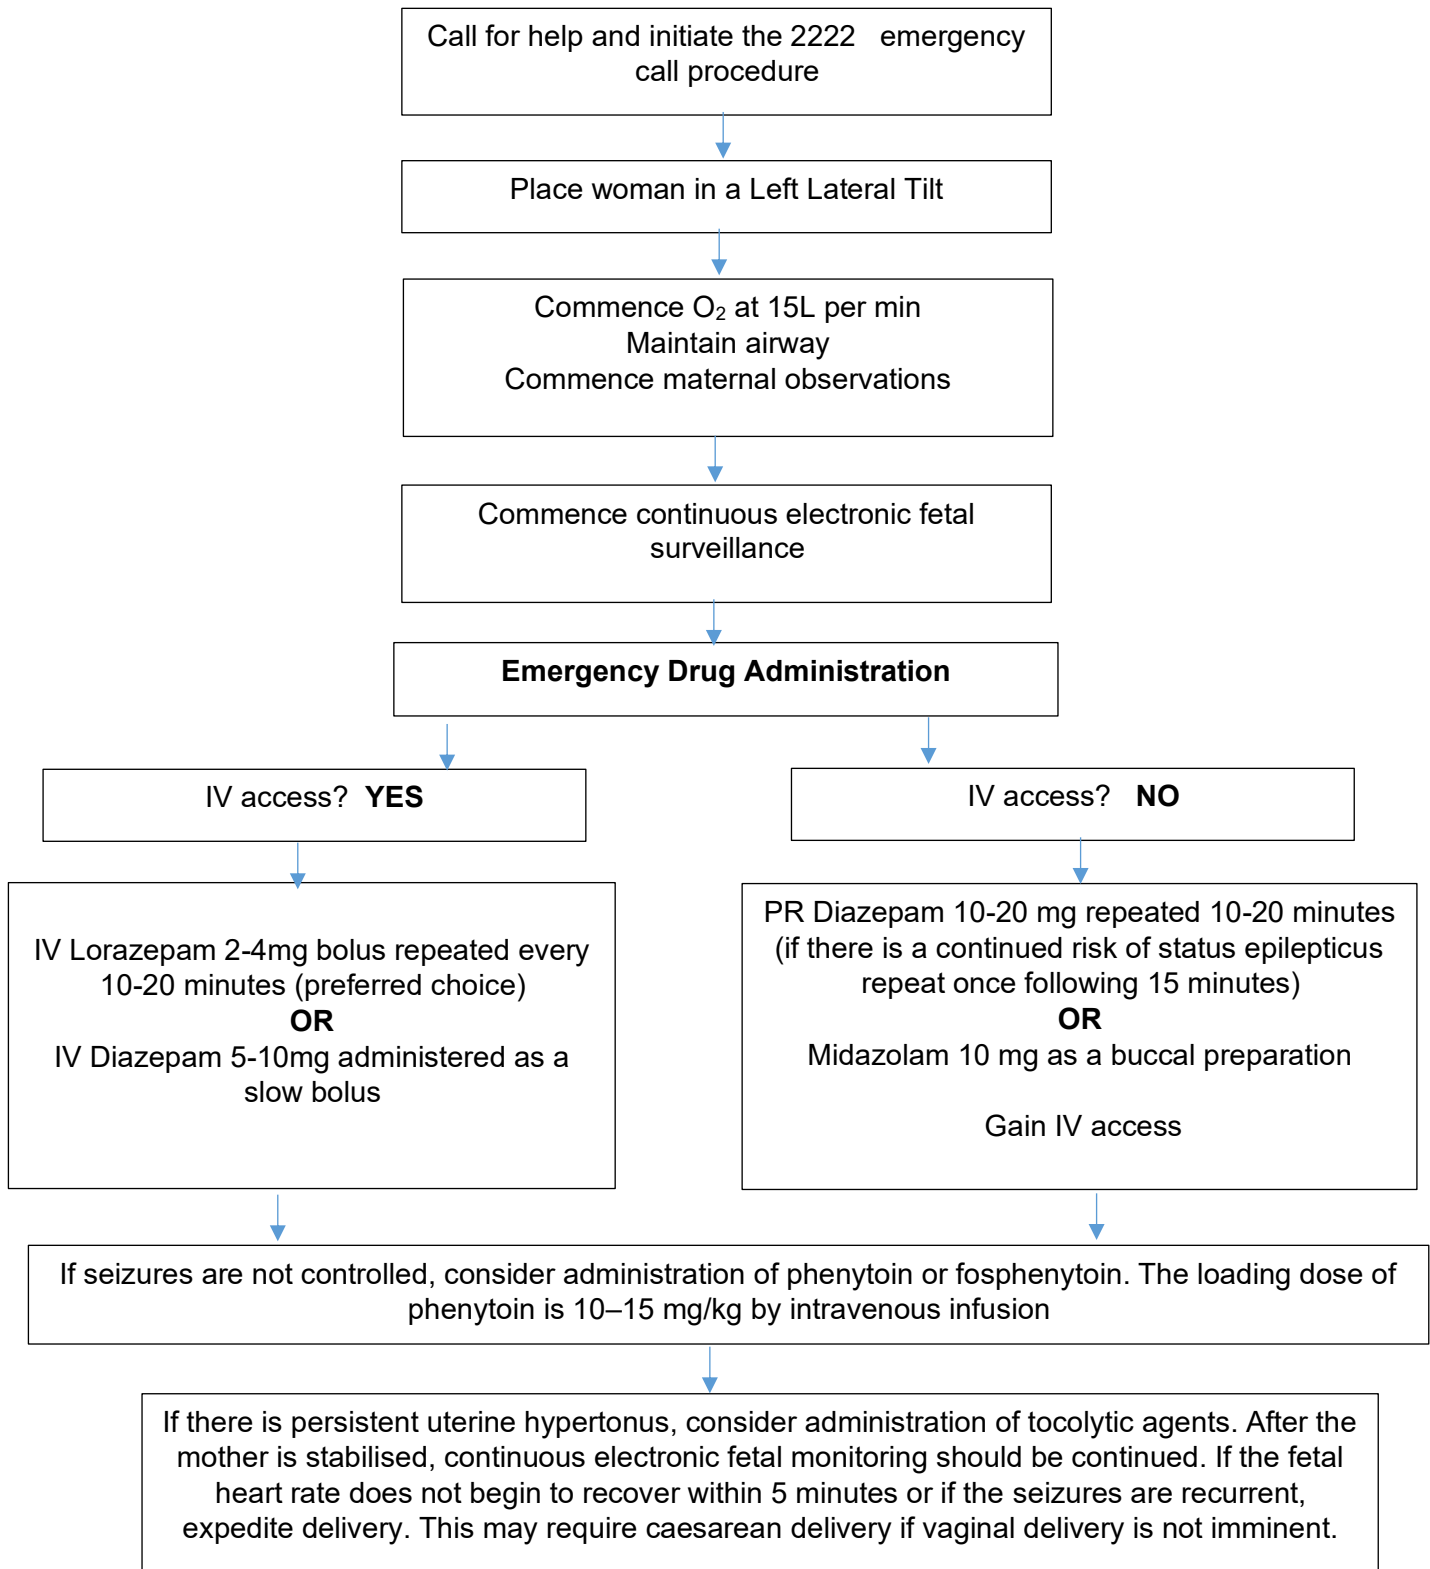 Call for help and initiate the 2222 emergency
call procedure
Place woman in a Left Lateral Tilt
Commence O₂ at 15L per min
Maintain airway
Commence maternal observations
Commence continuous electronic fetal
surveillance
Emergency Drug Administration
IV access? YES
IV access? NO
IV Lorazepam 2-4mg bolus repeated every
10-20 minutes (preferred choice)
OR
IV Diazepam 5-10mg administered as a
slow bolus
PR Diazepam 10-20 mg repeated 10-20 minutes
(if there is a continued risk of status epilepticus
repeat once following 15 minutes)
OR
Midazolam 10 mg as a buccal preparation
Gain IV access
If seizures are not controlled, consider administration of phenytoin or fosphenytoin. The loading dose of
phenytoin is 10–15 mg/kg by intravenous infusion
If there is persistent uterine hypertonus, consider administration of tocolytic agents. After the
mother is stabilised, continuous electronic fetal monitoring should be continued. If the fetal
heart rate does not begin to recover within 5 minutes or if the seizures are recurrent,
expedite delivery. This may require caesarean delivery if vaginal delivery is not imminent.